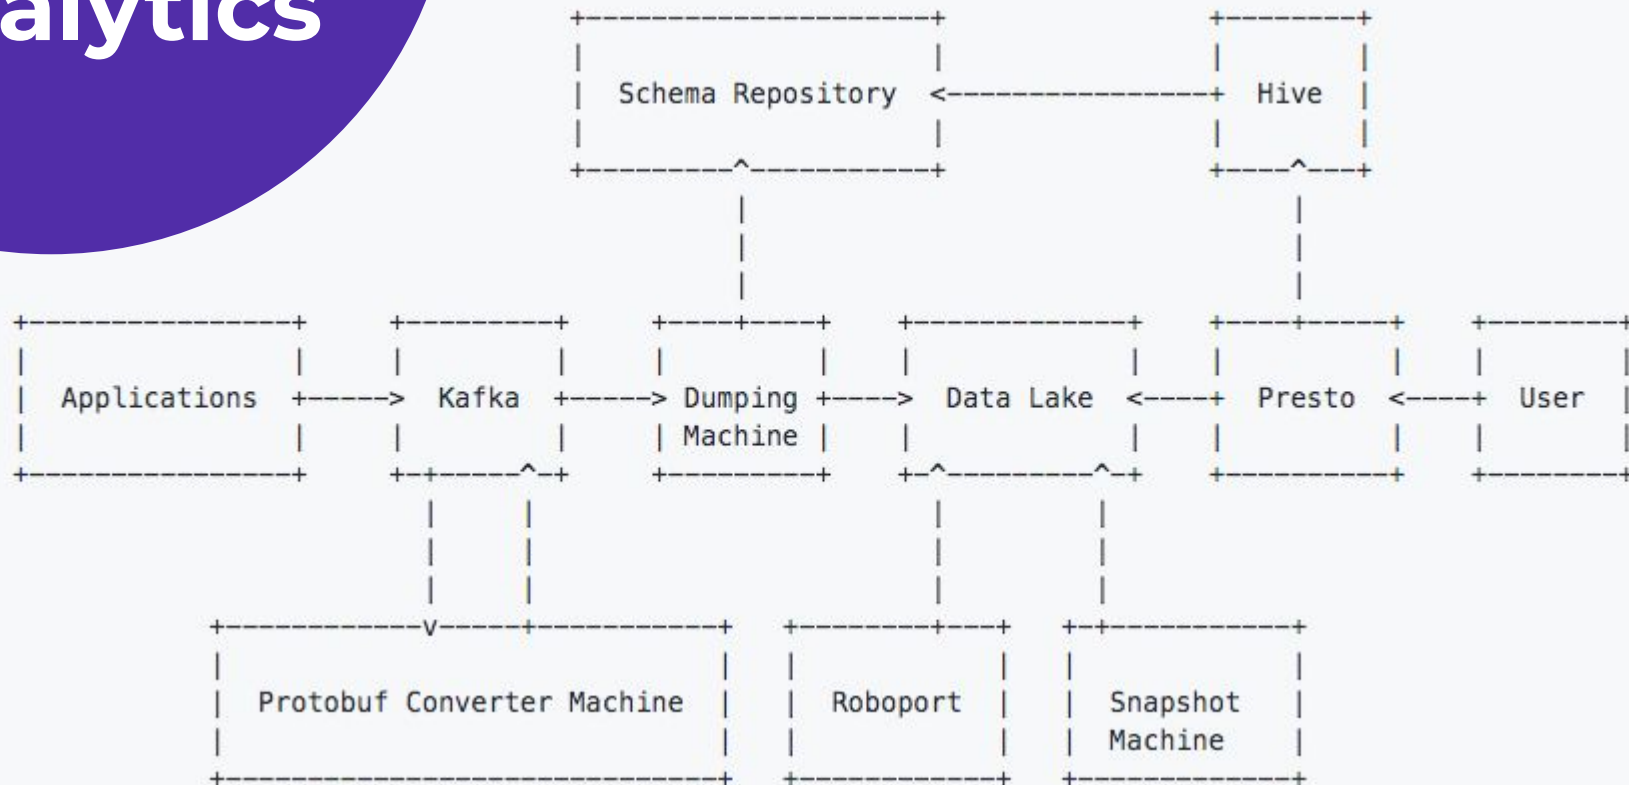 alytics
Schema Repository
Hive
Applications
Kafka
Dumping
Machine
Data Lake
Presto
User
Protobuf Converter Machine
Roboport
Snapshot
Machine